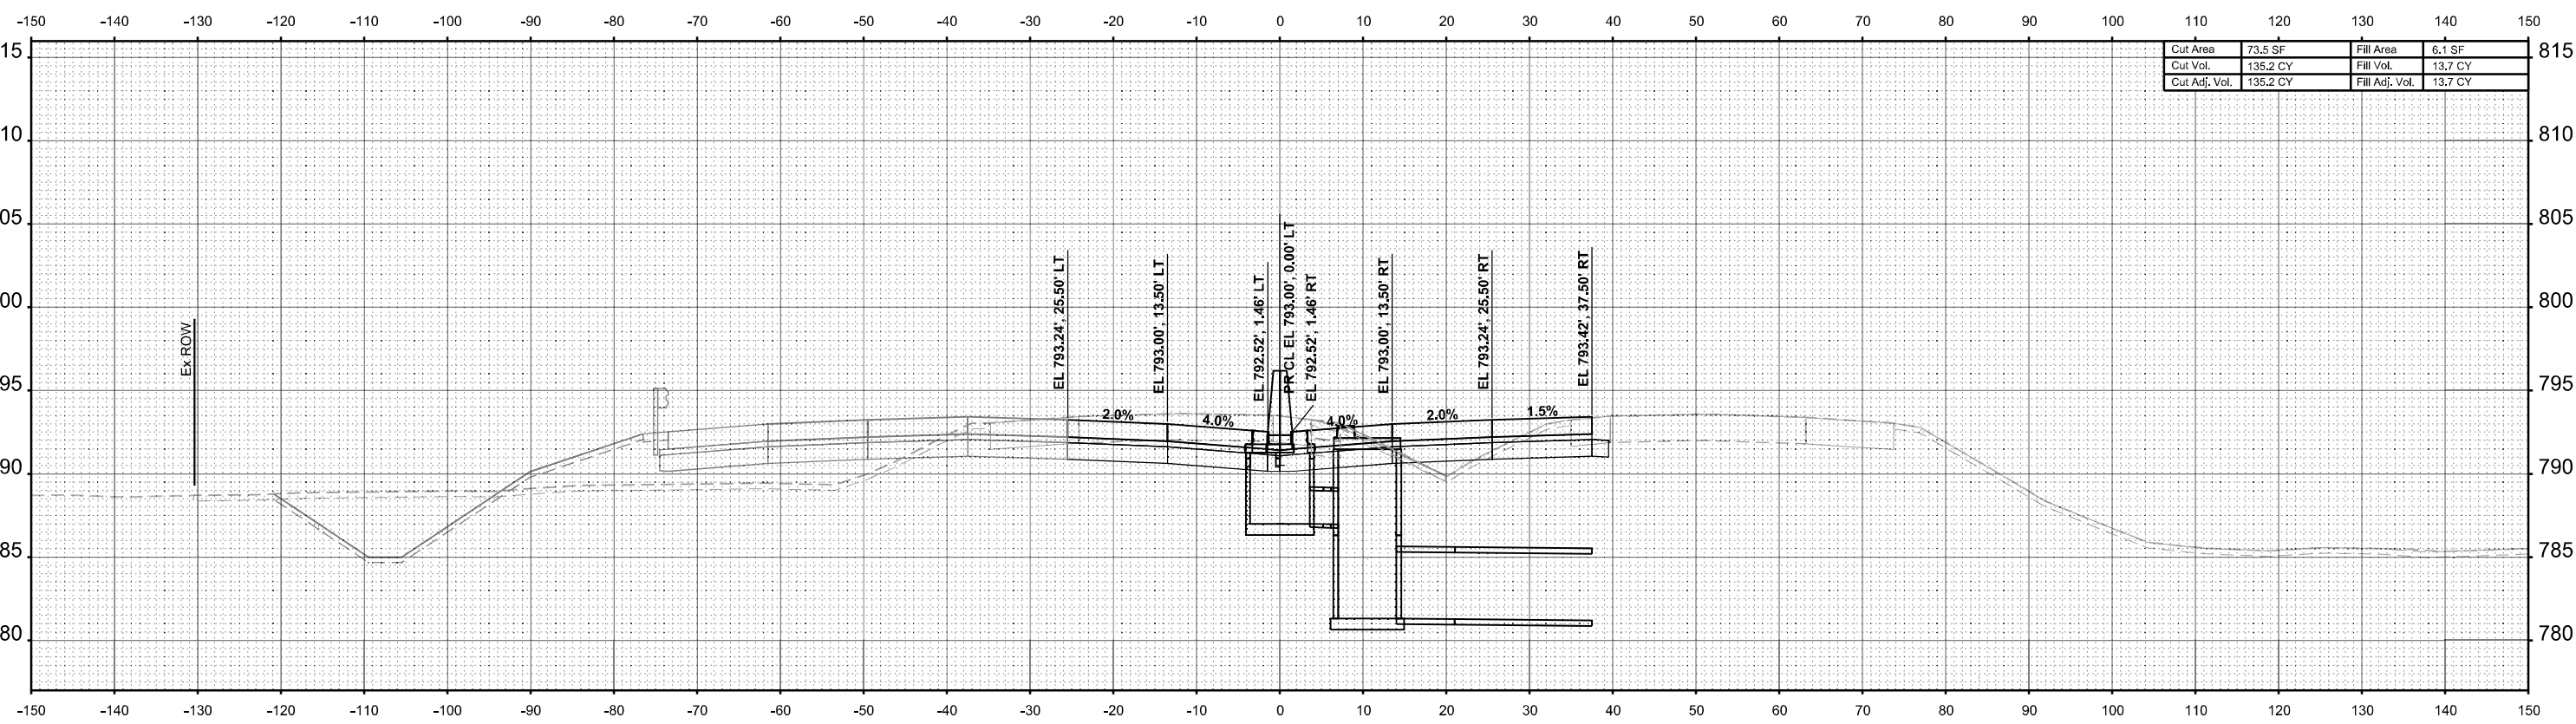 -150 -140 -130 -120 -110 -100 -90 -80 -70 -60 -50 -40 -30 -20 -10 0 10 20 30 40 50 60 70 80 90 100 110 120 130 140 150
15 815
Cut Area 73.5 SF Fill Area 6.1 SF
Cut Vol. 135.2 CY Fill Vol. 13.7 CY
Cut Adj. Vol. 135.2 CY Fill Adj. Vol. 13.7 CY
10 810
05 805
00 800
Ex ROW
EL 793.24', 25.50' LT
EL 793.00', 13.50' LT
EL 792.52', 1.46' LT
PR CL EL 793.00', 0.00' LT
EL 792.52', 1.46' RT
EL 793.00', 13.50' RT
EL 793.24', 25.50' RT
EL 793.42', 37.50' RT
95 795
2.0% 4.0% 4.0% 2.0% 1.5%
90 790
85 785
80 780
-150 -140 -130 -120 -110 -100 -90 -80 -70 -60 -50 -40 -30 -20 -10 0 10 20 30 40 50 60 70 80 90 100 110 120 130 140 150